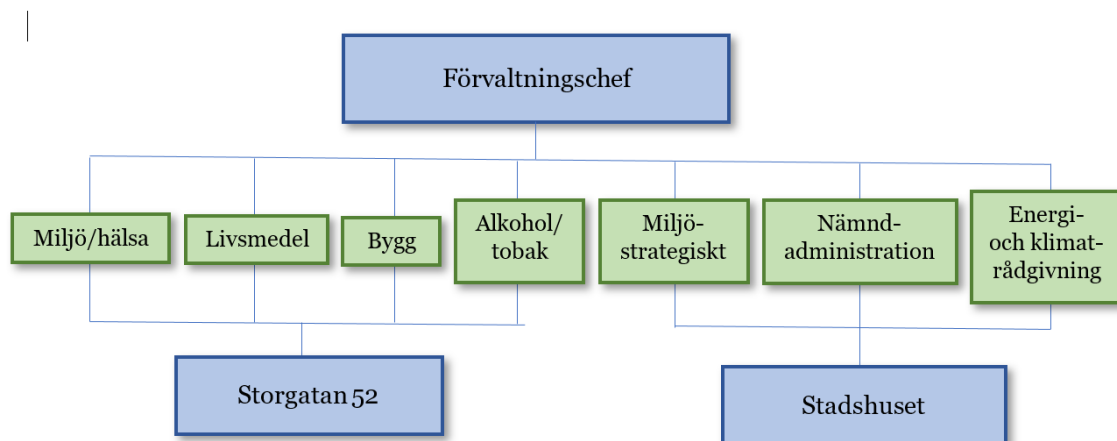 Förvaltningschef
Miljö/hälsa
Livsmedel
Bygg
Alkohol/
tobak
Miljö-
strategiskt
Nämnd-
administration
Energi-
och klimat-
rådgivning
Storgatan 52
Stadshuset